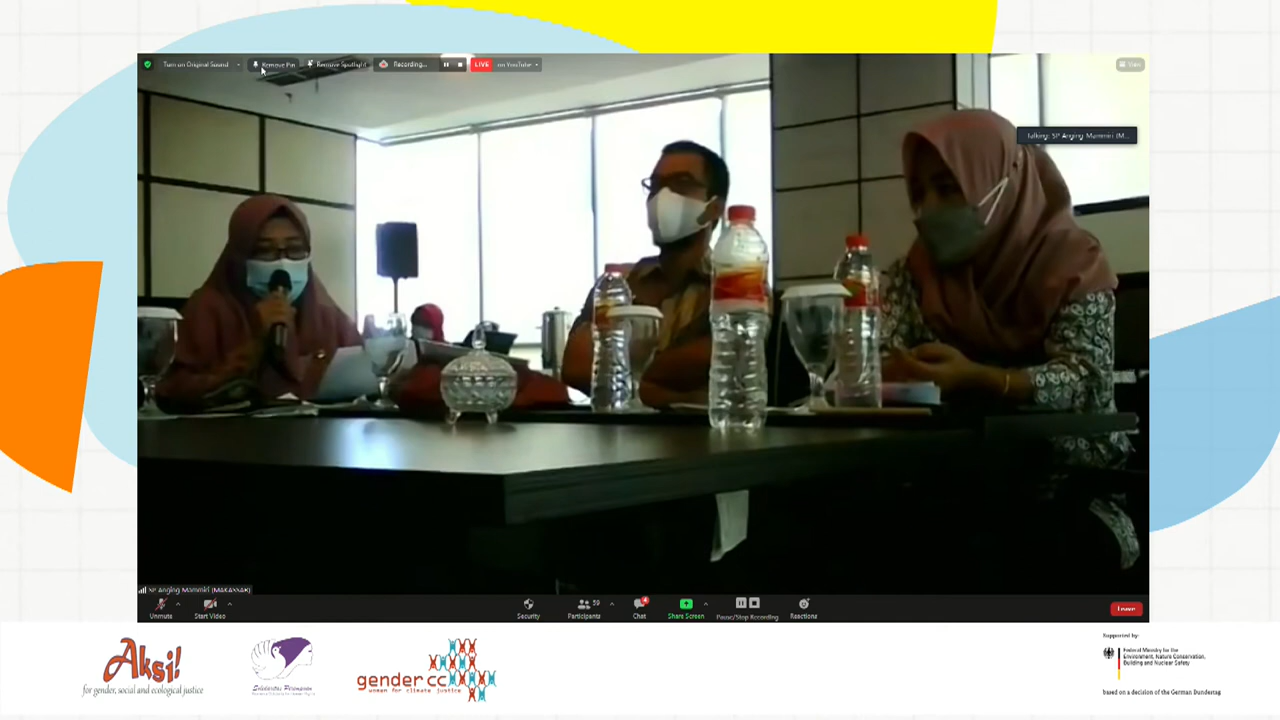 Turn on Original Sound
Remove Pin
Remove Spotlight
Recording...
LIVE on YouTube
View
Talking: SP Anging Mammiri (M...
SP Anging Mammiri (MAKASSAR)
Unmute
Start Video
Security
Participants
59
Chat
Share Screen
Pause/Stop Recording
Reactions
Leave
Aksi!
for gender, social and ecological justice
Solidaritas Perempuan
gender cc
women for climate justice
Supported by:
Federal Ministry for the
Environment, Nature Conservation,
Building and Nuclear Safety
based on a decision of the German Bundestag